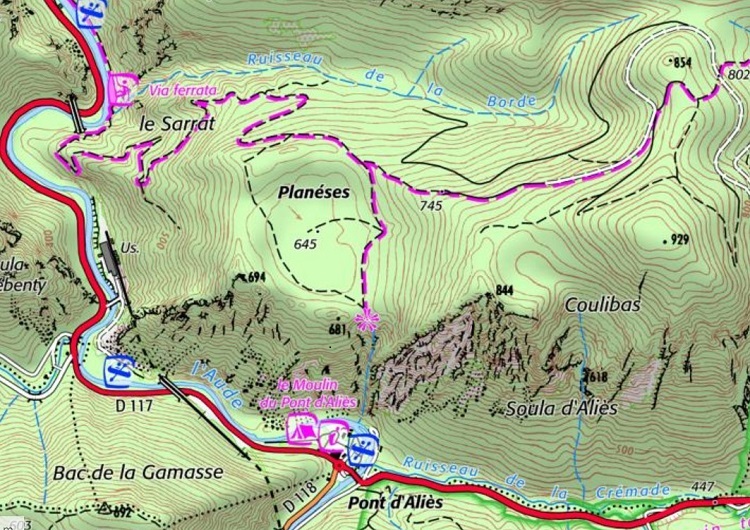 Ruisseau de la Borde
854
802
Via ferrata
le Sarrat
Planéses
745
645
Us.
929
694
844
Coulibas
681
618
l'Aude
le Moulin
du Pont d'Aliès
D 117
Soula d'Aliès
500
Bac de la Gamasse
Ruisseau de la Crémade
447
D 118
Pont d'Aliès
692